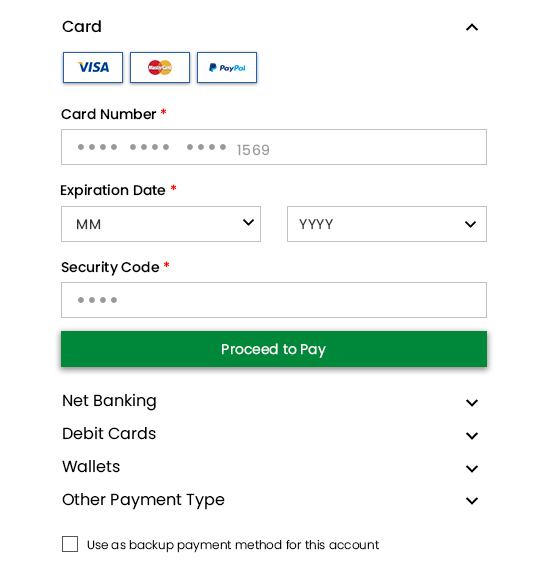 Card
VISA MasterCard PayPal
Card Number *
•••• •••• •••• 1569
Expiration Date *
MM YYYY
Security Code *
••••
Proceed to Pay
Net Banking
Debit Cards
Wallets
Other Payment Type
Use as backup payment method for this account